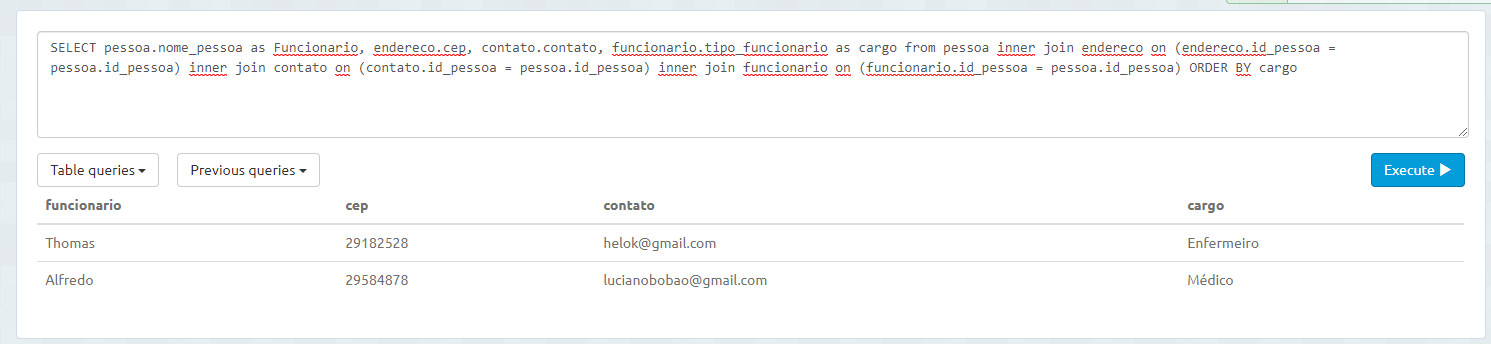 SELECT pessoa.nome_pessoa as Funcionario, endereco.cep, contato.contato, funcionario.tipo_funcionario as cargo from pessoa inner join endereco on (endereco.id_pessoa =
pessoa.id_pessoa) inner join contato on (contato.id_pessoa = pessoa.id_pessoa) inner join funcionario on (funcionario.id_pessoa = pessoa.id_pessoa) ORDER BY cargo
Table queries Previous queries Execute
funcionario cep contato cargo
Thomas 29182528 helok@gmail.com Enfermeiro
Alfredo 29584878 lucianobobao@gmail.com Médico